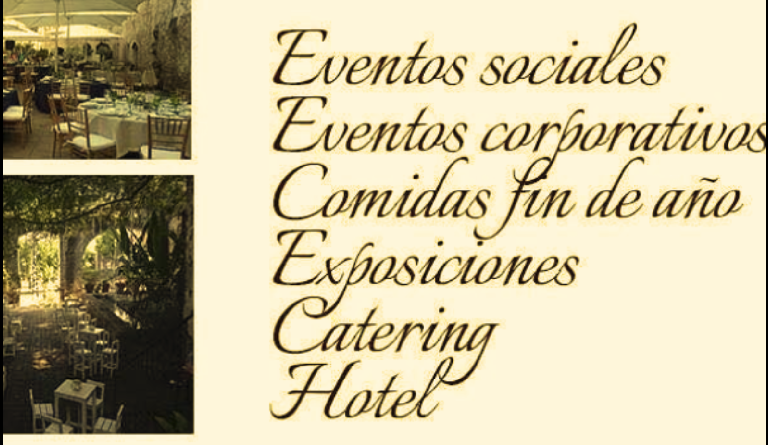 Eventos sociales
Eventos corporativos
Comidas fin de año
Exposiciones
Catering
Hotel